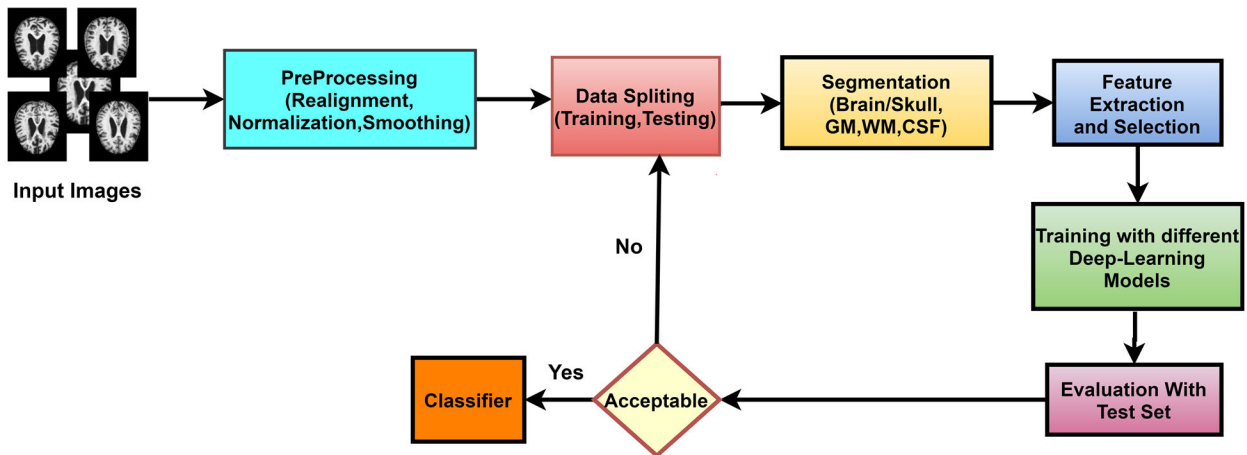 Input Images
PreProcessing
(Realignment,
Normalization,Smoothing)
Data Spliting
(Training,Testing)
Segmentation
(Brain/Skull,
GM,WM,CSF)
Feature
Extraction
and Selection
Training with different
Deep-Learning
Models
Evaluation With
Test Set
Acceptable
No
Yes
Classifier